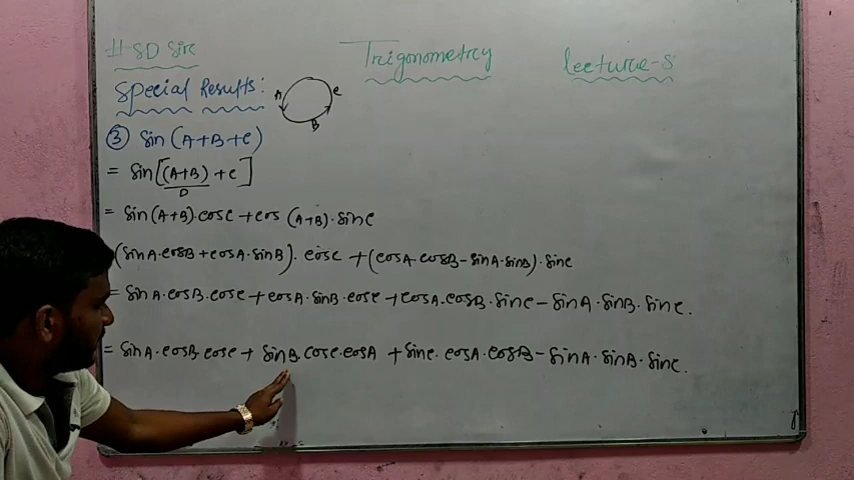 # SD Sir Trigonometry Lecture-5
Special Results: A B C
③ Sin (A+B+C)
= Sin[(A+B) + C]
D
= Sin(A+B)·cosC + cos (A+B)·SinC
(SinA·cosB + cosA·SinB)·cosC + (cosA·cosB - SinA·SinB)·SinC
= SinA·cosB·cosC + cosA·SinB·cosC + cosA·cosB·SinC - SinA·SinB·SinC.
= SinA·cosB·cosC + SinB·cosC·cosA + SinC·cosA·cosB - SinA·SinB·SinC.